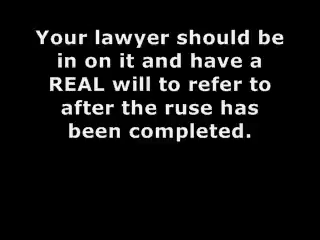 Your lawyer should be
in on it and have a
REAL will to refer to
after the ruse has
been completed.